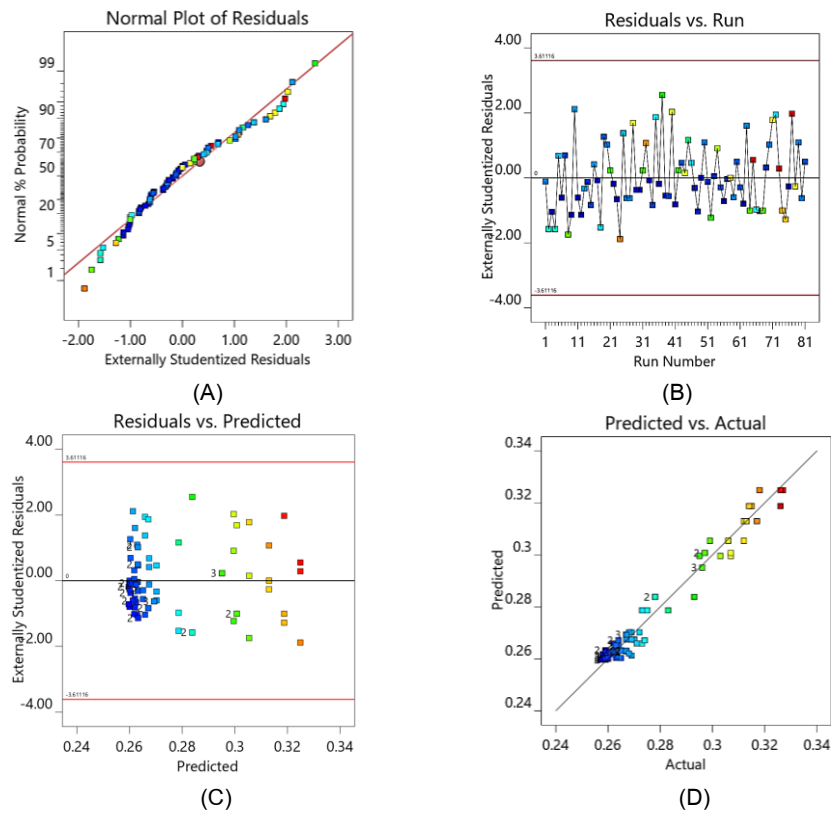 Normal Plot of Residuals
Normal % Probability
99
90
70
50
20
5
1
-2.00 -1.00 0.00 1.00 2.00 3.00
Externally Studentized Residuals
(A)
Residuals vs. Run
Externally Studentized Residuals
4.00
3.61116
2.00
0.00
0
-2.00
-3.61116
-4.00
1 11 21 31 41 51 61 71 81
Run Number
(B)
Residuals vs. Predicted
Externally Studentized Residuals
4.00
3.61116
2.00
0.00
0
-2.00
-3.61116
-4.00
3
2
0.24 0.26 0.28 0.3 0.32 0.34
Predicted
(C)
Predicted vs. Actual
Predicted
0.34
0.32
0.3
0.28
0.26
0.24
2
3
2
3
0.24 0.26 0.28 0.3 0.32 0.34
Actual
(D)